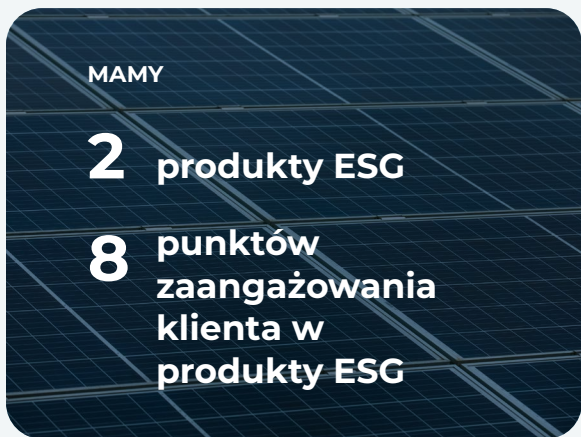 MAMY
2 produkty ESG
8 punktów
zaangażowania
klienta w
produkty ESG